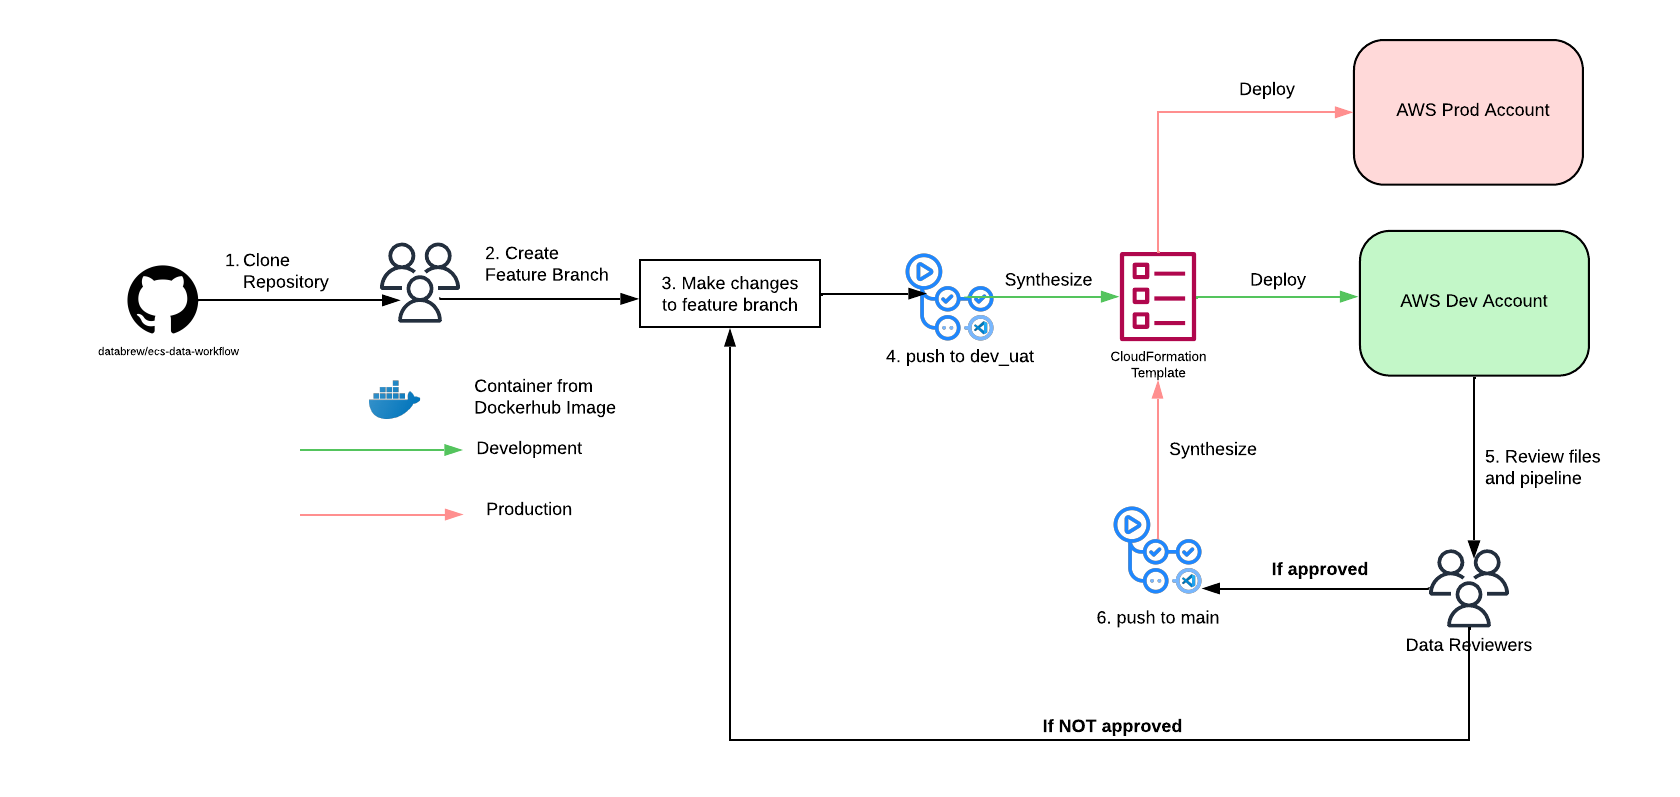 Deploy
AWS Prod Account
1. Clone
Repository
2. Create
Feature Branch
3. Make changes
to feature branch
Synthesize
Deploy
AWS Dev Account
databrew/ecs-data-workflow
4. push to dev_uat
CloudFormation
Template
Container from
Dockerhub Image
Development
Production
Synthesize
5. Review files
and pipeline
If approved
6. push to main
Data Reviewers
If NOT approved